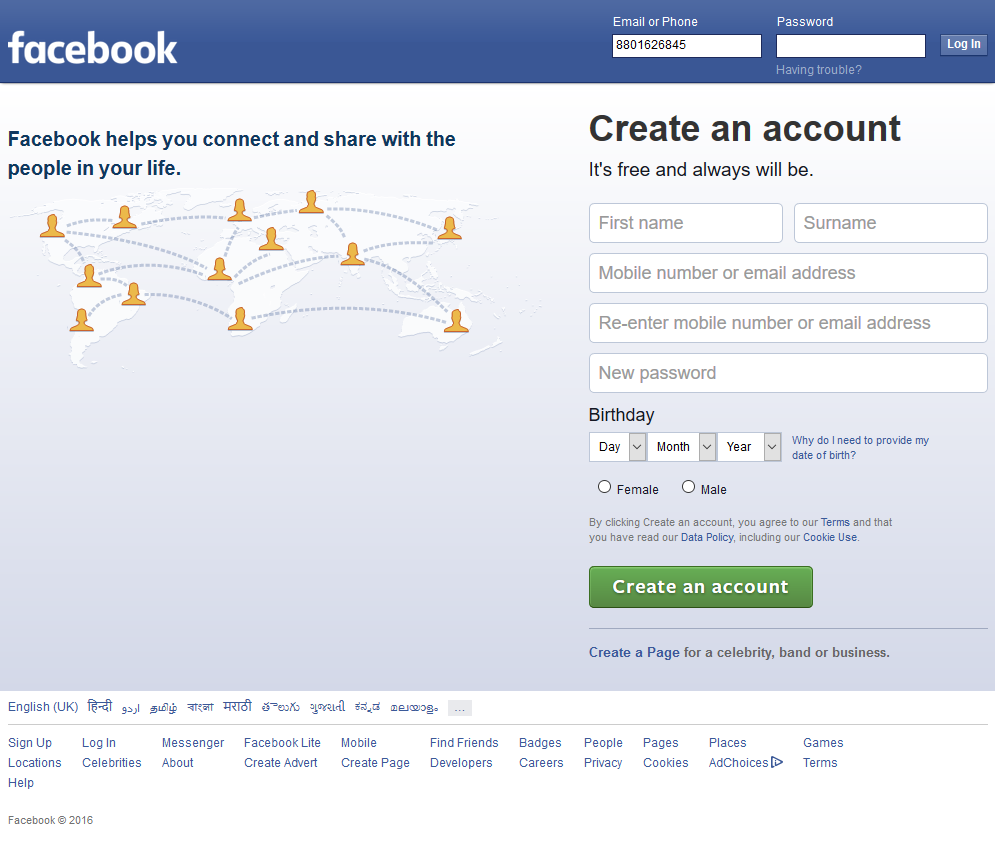 facebook
Email or Phone
Password
8801626845
Log In
Having trouble?
Facebook helps you connect and share with the
people in your life.
Create an account
It's free and always will be.
First name
Surname
Mobile number or email address
Re-enter mobile number or email address
New password
Birthday
Day Month Year
Why do I need to provide my
date of birth?
Female Male
By clicking Create an account, you agree to our Terms and that
you have read our Data Policy, including our Cookie Use.
Create an account
Create a Page for a celebrity, band or business.
English (UK) हिन्दी اردو தமிழ் বাংলা मराठी తెలుగు ગુજરાતી ಕನ್ನಡ മലയാളം ...
Sign Up Log In Messenger Facebook Lite Mobile Find Friends Badges People Pages Places Games
Locations Celebrities About Create Advert Create Page Developers Careers Privacy Cookies AdChoices Terms
Help
Facebook © 2016